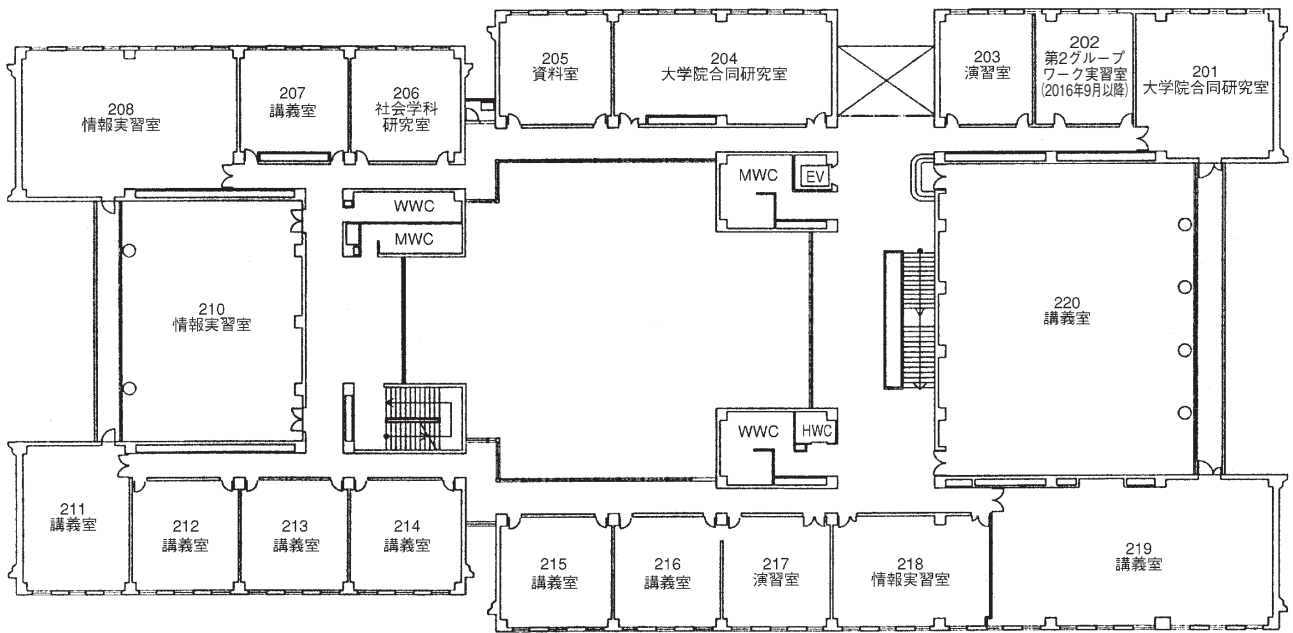 205
資料室
204
大学院合同研究室
203
演習室
202
第2グループ
ワーク実習室
(2016年9月以降)
201
大学院合同研究室
208
情報実習室
207
講義室
206
社会学科
研究室
MWC
EV
WWC
MWC
210
情報実習室
220
講義室
WWC
HWC
211
講義室
212
講義室
213
講義室
214
講義室
215
講義室
216
講義室
217
演習室
218
情報実習室
219
講義室